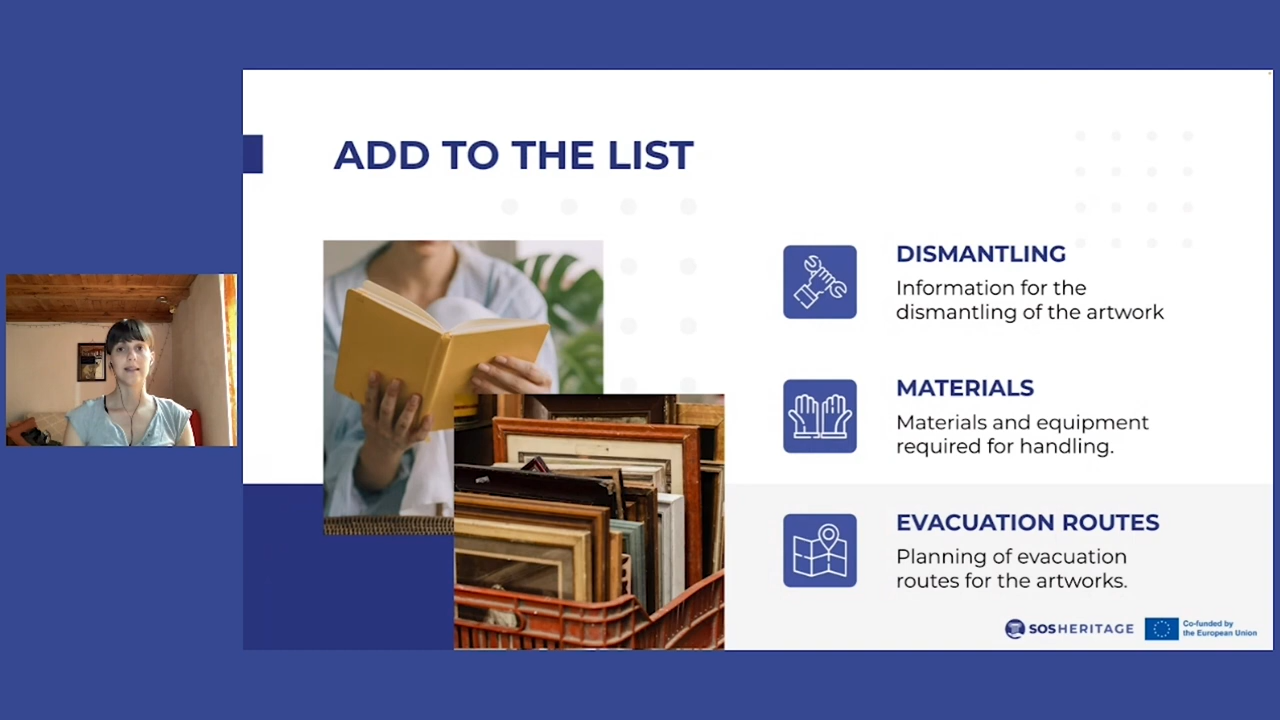 ADD TO THE LIST
DISMANTLING
Information for the
dismantling of the artwork
MATERIALS
Materials and equipment
required for handling.
EVACUATION ROUTES
Planning of evacuation
routes for the artworks.
SOSHERITAGE
Co-funded by
the European Union